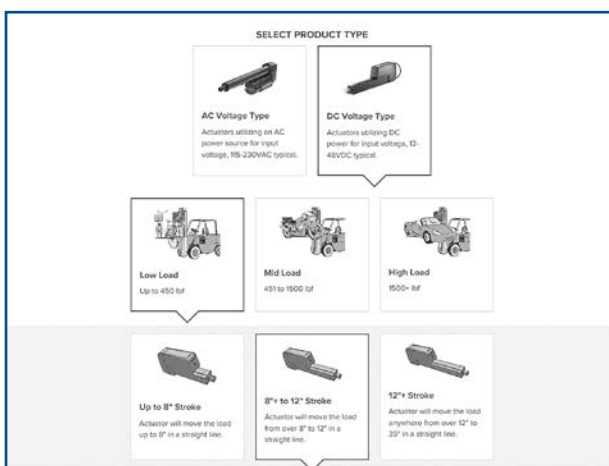 SELECT PRODUCT TYPE
AC Voltage Type
Actuators utilizing an AC
power source for input
voltage, 115-230VAC typical.
DC Voltage Type
Actuators utilizing DC
power for input voltage, 12-
48VDC typical.
Low Load
Up to 450 lbf
Mid Load
451 to 1500 lbf
High Load
1500+ lbf
Up to 8" Stroke
Actuator will move the load
up to 8" in a straight line.
8"+ to 12" Stroke
Actuator will move the load
from over 8" to 12" in a
straight line.
12"+ Stroke
Actuator will move the load
anywhere from over 12" to
39" in a straight line.